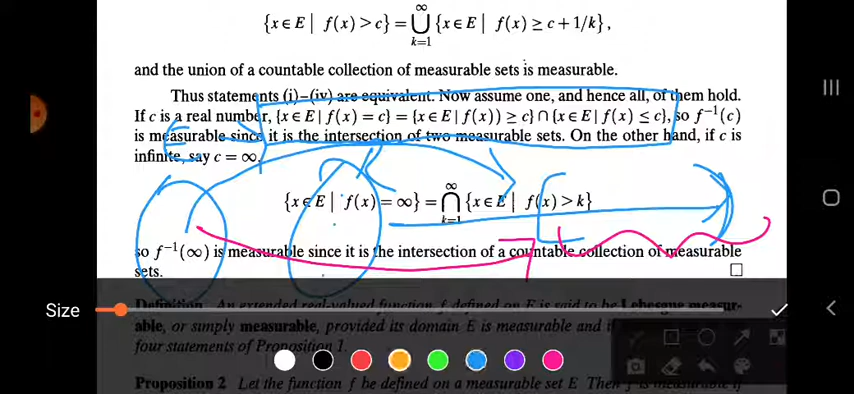 {x ∈ E | f(x) > c} = ∞⋃k=1 {x ∈ E | f(x) ≥ c + 1/k},
and the union of a countable collection of measurable sets is measurable.
Thus statements (i)–(iv) are equivalent. Now assume one, and hence all, of them hold.
If c is a real number, {x ∈ E | f(x) = c} = {x ∈ E | f(x)) ≥ c} ∩ {x ∈ E | f(x) ≤ c}, so f⁻¹(c)
is measurable since it is the intersection of two measurable sets. On the other hand, if c is
infinite, say c = ∞,
{x ∈ E | f(x) = ∞} = ∞⋂k=1 {x ∈ E | f(x) > k}
so f⁻¹(∞) is measurable since it is the intersection of a countable collection of measurable
sets. □
Definition An extended real-valued function f defined on E is said to be Lebesgue measur-
Size
able, or simply measurable, provided its domain E is measurable and
four statements of Proposition 1.
Proposition 2 Let the function f be defined on a measurable set E. Then f is measurable if